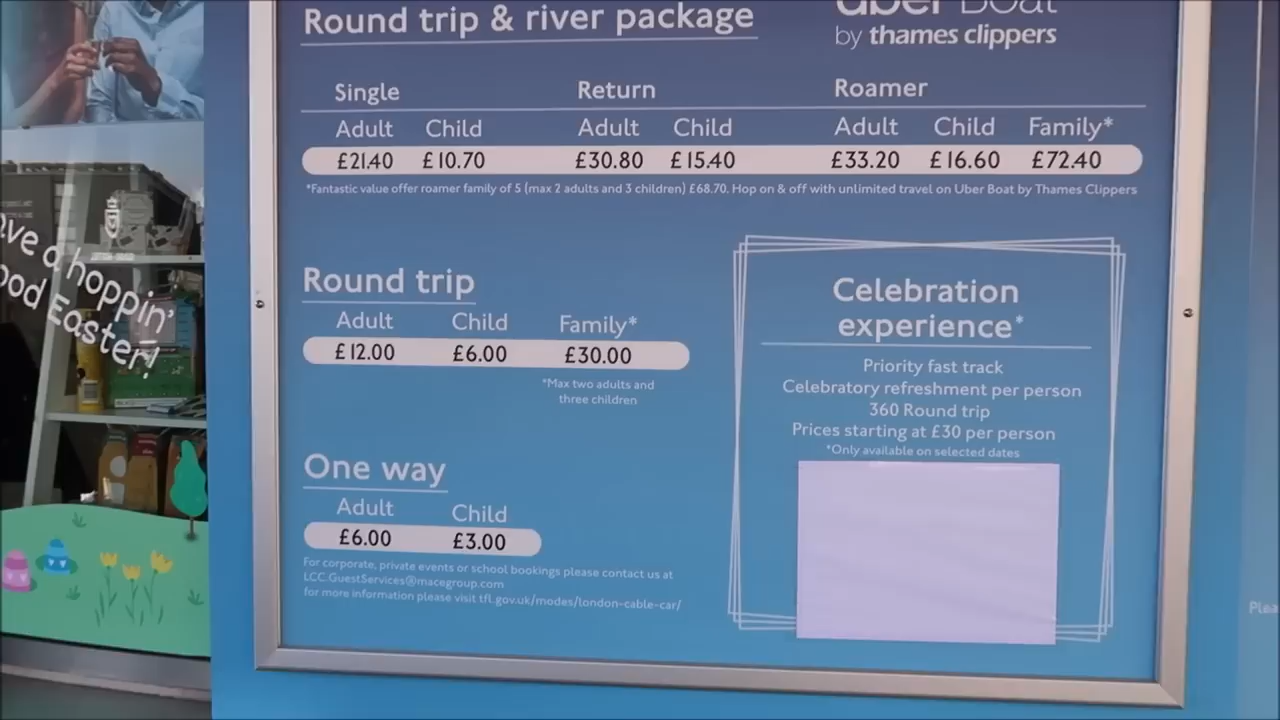 Round trip & river package
uber Boat
by thames clippers
Single Return Roamer
Adult Child Adult Child Adult Child Family*
£21.40 £10.70 £30.80 £15.40 £33.20 £16.60 £72.40
*Fantastic value offer roamer family of 5 (max 2 adults and 3 children) £68.70. Hop on & off with unlimited travel on Uber Boat by Thames Clippers
Round trip
Adult Child Family*
£12.00 £6.00 £30.00
*Max two adults and
three children
One way
Adult Child
£6.00 £3.00
For corporate, private events or school bookings please contact us at
LCC.GuestServices@macegroup.com
for more information please visit tfl.gov.uk/modes/london-cable-car/
Celebration
experience*
Priority fast track
Celebratory refreshment per person
360 Round trip
Prices starting at £30 per person
*Only available on selected dates
ave a hoppin'
ood Easter!
Plea